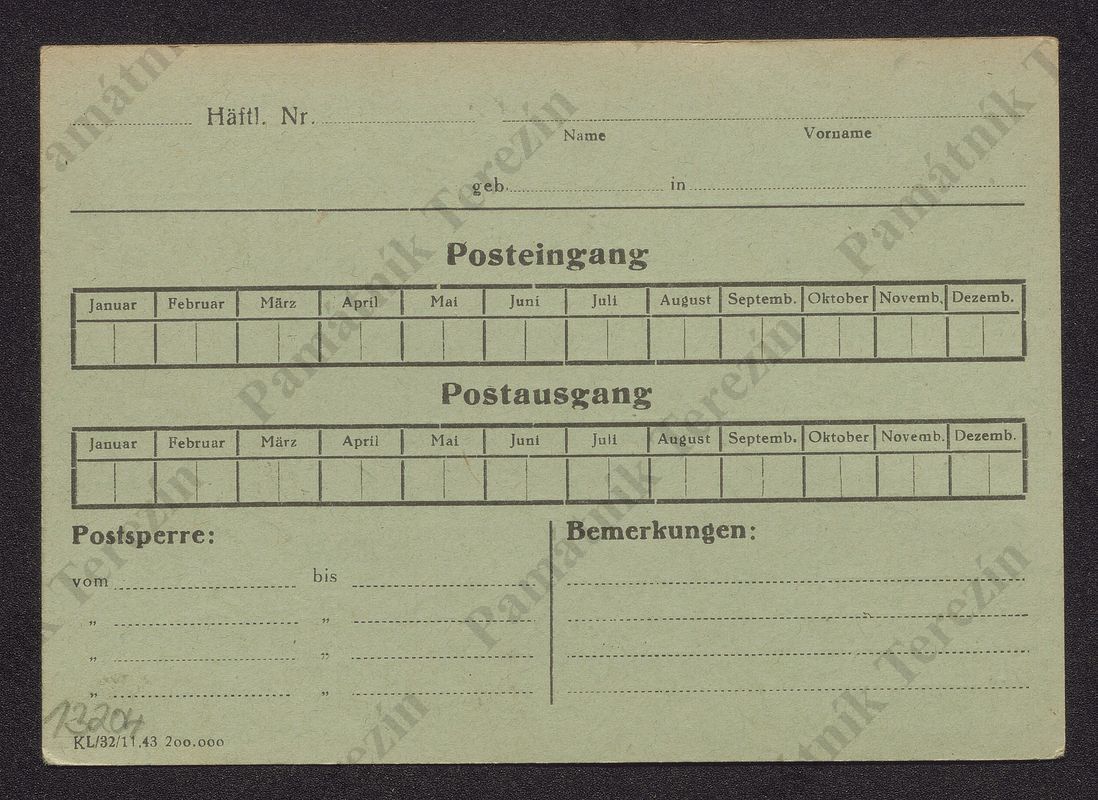 Häftl. Nr.
Name Vorname
geb. in
Posteingang
Januar Februar März April Mai Juni Juli August Septemb. Oktober Novemb. Dezemb.
Postausgang
Januar Februar März April Mai Juni Juli August Septemb. Oktober Novemb. Dezemb.
Postsperre:
Bemerkungen:
vom bis
„ „
„ „
„ „
13204
KL/32/11.43 200.000
Památník Terezín